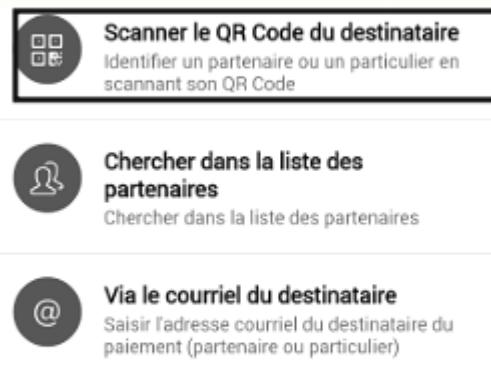 Scanner le QR Code du destinataire
Identifier un partenaire ou un particulier en
scannant son QR Code
Chercher dans la liste des
partenaires
Chercher dans la liste des partenaires
@
Via le courriel du destinataire
Saisir l'adresse courriel du destinataire du
paiement (partenaire ou particulier)